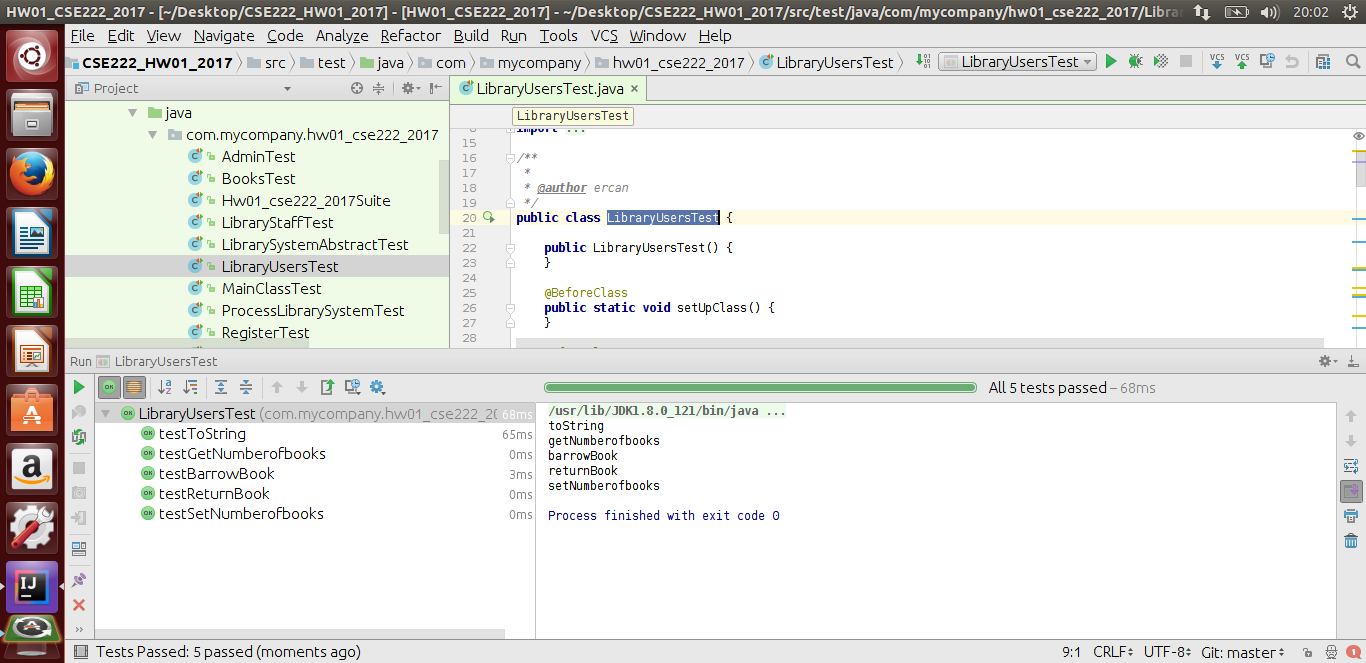 HW01_CSE222_2017 - [~/Desktop/CSE222_HW01_2017] - [HW01_CSE222_2017] - ~/Desktop/CSE222_HW01_2017/src/test/java/com/mycompany/hw01_cse222_2017/Libra 20:02
File Edit View Navigate Code Analyze Refactor Build Run Tools VCS Window Help
CSE222_HW01_2017 src test java com mycompany hw01_cse222_2017 LibraryUsersTest LibraryUsersTest VCS VCS
Project LibraryUsersTest.java
java
com.mycompany.hw01_cse222_2017
AdminTest
BooksTest
Hw01_cse222_2017Suite
LibraryStaffTest
LibrarySystemAbstractTest
LibraryUsersTest
MainClassTest
ProcessLibrarySystemTest
RegisterTest
LibraryUsersTest
import ...
15
16 /**
17 *
18 * @author ercan
19 */
20 public class LibraryUsersTest {
21
22 public LibraryUsersTest() {
23 }
24
25 @BeforeClass
26 public static void setUpClass() {
27 }
28
Run LibraryUsersTest
All 5 tests passed – 68ms
LibraryUsersTest (com.mycompany.hw01_cse222_20 68ms
testToString 65ms
testGetNumberofbooks 0ms
testBarrowBook 3ms
testReturnBook 0ms
testSetNumberofbooks 0ms
/usr/lib/JDK1.8.0_121/bin/java ...
toString
getNumberofbooks
barrowBook
returnBook
setNumberofbooks
Process finished with exit code 0
Tests Passed: 5 passed (moments ago) 9:1 CRLF UTF-8 Git: master 1